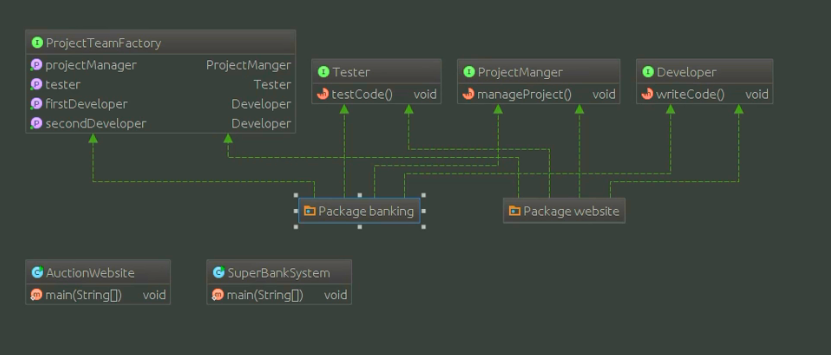 ProjectTeamFactory
projectManager ProjectManger
tester Tester
firstDeveloper Developer
secondDeveloper Developer
Tester
testCode() void
ProjectManger
manageProject()
Developer
writeCode() void
Package banking
Package website
AuctionWebsite
main(String[]) void
SuperBankSystem
main(String[]) void